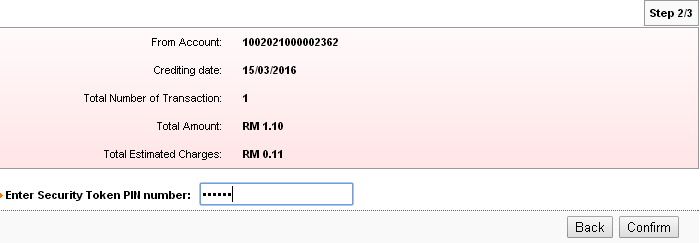 Step 2/3
From Account: 1002021000002362
Crediting date: 15/03/2016
Total Number of Transaction: 1
Total Amount: RM 1.10
Total Estimated Charges: RM 0.11
Enter Security Token PIN number: ••••••
Back Confirm